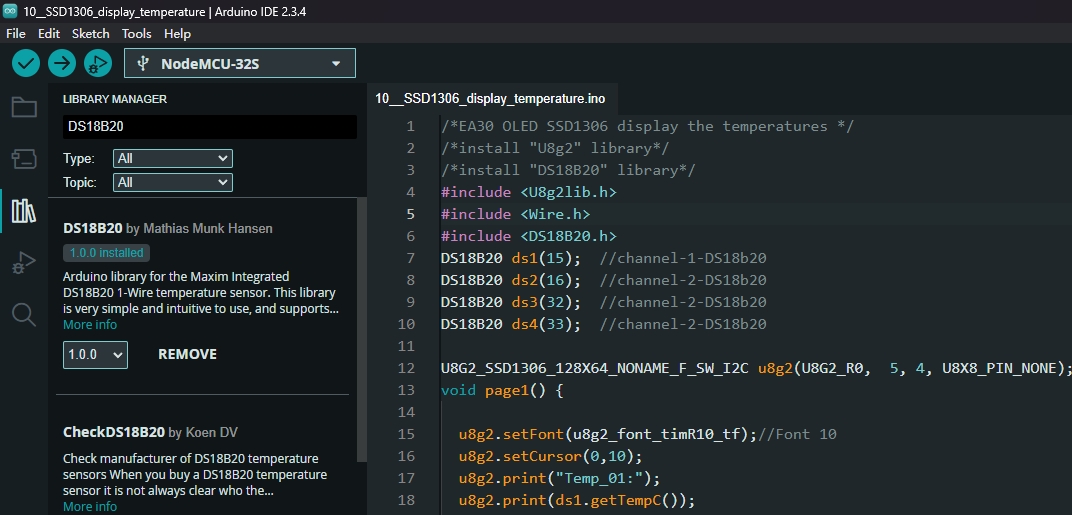 10__SSD1306_display_temperature | Arduino IDE 2.3.4
File Edit Sketch Tools Help
NodeMCU-32S
LIBRARY MANAGER
DS18B20
Type: All
Topic: All
DS18B20 by Mathias Munk Hansen
1.0.0 installed
Arduino library for the Maxim Integrated
DS18B20 1-Wire temperature sensor. This library
is very simple and intuitive to use, and supports...
More info
1.0.0 REMOVE
CheckDS18B20 by Koen DV
Check manufacturer of DS18B20 temperature
sensors When you buy a DS18B20 temperature
sensor it is not always clear who the...
More info
10__SSD1306_display_temperature.ino
1 /*EA30 OLED SSD1306 display the temperatures */
2 /*install "U8g2" library*/
3 /*install "DS18B20" library*/
4 #include <U8g2lib.h>
5 #include <Wire.h>
6 #include <DS18B20.h>
7 DS18B20 ds1(15); //channel-1-DS18b20
8 DS18B20 ds2(16); //channel-2-DS18b20
9 DS18B20 ds3(32); //channel-2-DS18b20
10 DS18B20 ds4(33); //channel-2-DS18b20
11
12 U8G2_SSD1306_128X64_NONAME_F_SW_I2C u8g2(U8G2_R0, 5, 4, U8X8_PIN_NONE);
13 void page1() {
14
15 u8g2.setFont(u8g2_font_timR10_tf);//Font 10
16 u8g2.setCursor(0,10);
17 u8g2.print("Temp_01:");
18 u8g2.print(ds1.getTempC());